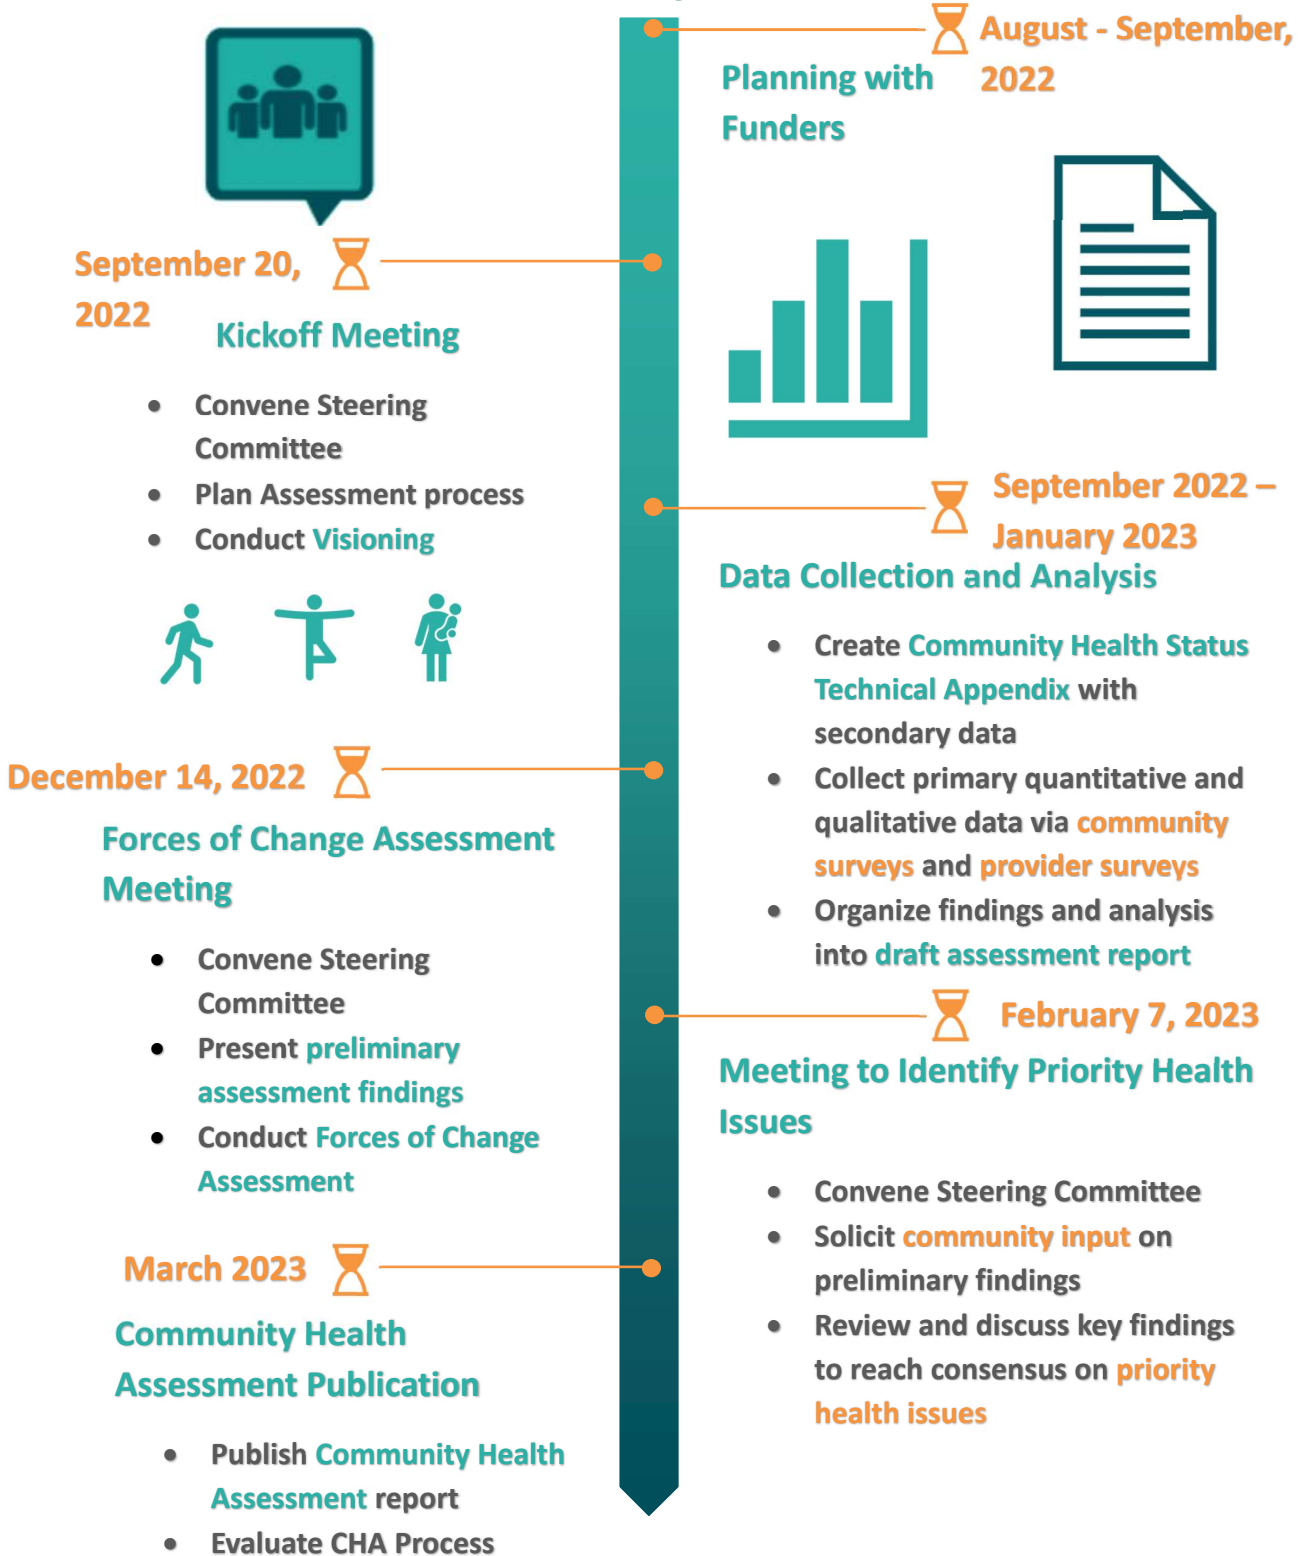 August - September,
2022
Planning with
Funders
September 20,
2022
Kickoff Meeting
• Convene Steering
Committee
• Plan Assessment process
• Conduct Visioning
September 2022 –
January 2023
Data Collection and Analysis
• Create Community Health Status
Technical Appendix with
secondary data
• Collect primary quantitative and
qualitative data via community
surveys and provider surveys
• Organize findings and analysis
into draft assessment report
December 14, 2022
Forces of Change Assessment
Meeting
• Convene Steering
Committee
• Present preliminary
assessment findings
• Conduct Forces of Change
Assessment
February 7, 2023
Meeting to Identify Priority Health
Issues
• Convene Steering Committee
• Solicit community input on
preliminary findings
• Review and discuss key findings
to reach consensus on priority
health issues
March 2023
Community Health
Assessment Publication
• Publish Community Health
Assessment report
• Evaluate CHA Process